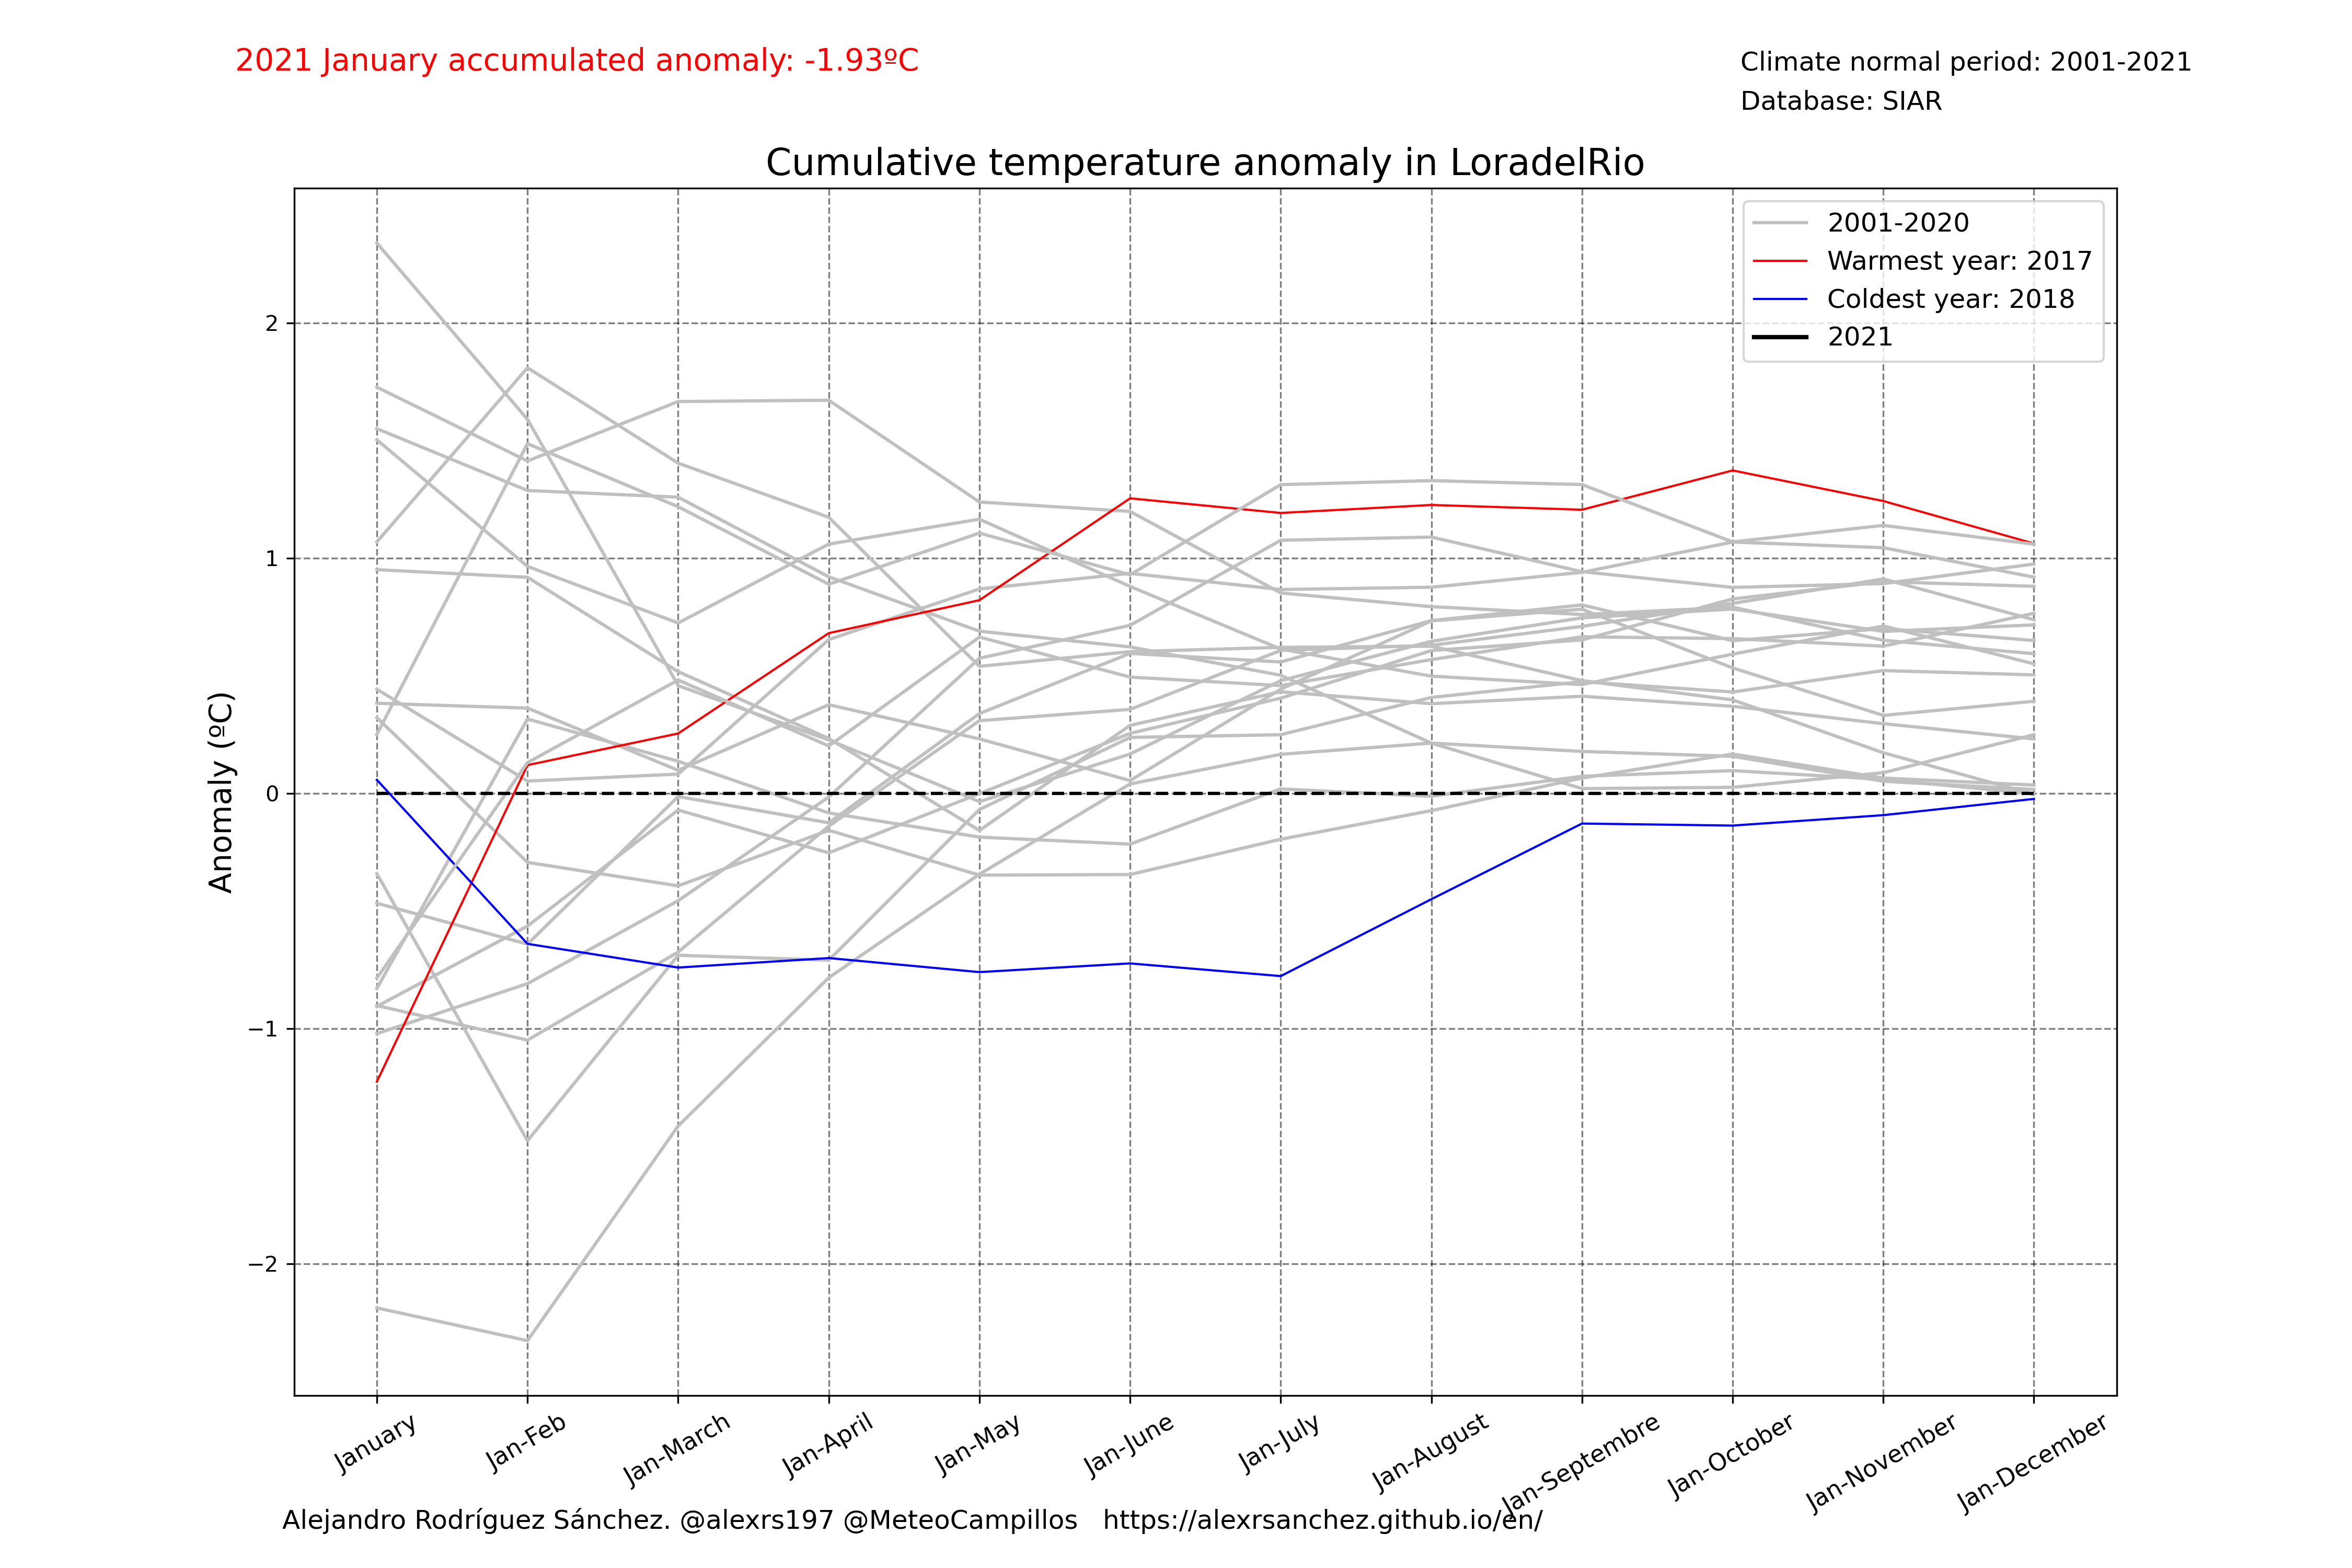 2021 January accumulated anomaly: -1.93ºC
Climate normal period: 2001-2021
Database: SIAR
Cumulative temperature anomaly in LoradelRio
2001-2020
Warmest year: 2017
Coldest year: 2018
2021
Anomaly (ºC)
2
1
0
−1
−2
January
Jan-Feb
Jan-March
Jan-April
Jan-May
Jan-June
Jan-July
Jan-August
Jan-Septembre
Jan-October
Jan-November
Jan-December
Alejandro Rodríguez Sánchez. @alexrs197 @MeteoCampillos   https://alexrsanchez.github.io/en/